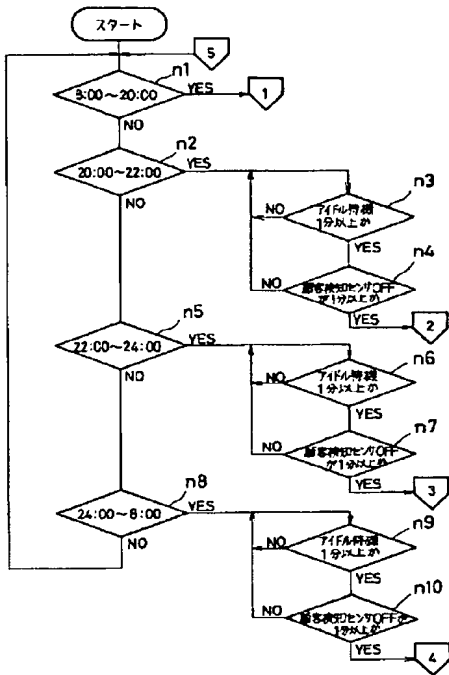 スタート
5
n1
8:00〜20:00
YES
1
NO
n2
20:00〜22:00
YES
NO
n3
アイドル待機
1分以上か
NO
YES
n4
顧客検知センサOFF
が1分以上か
NO
YES
2
n5
22:00〜24:00
YES
NO
n6
アイドル待機
1分以上か
NO
YES
n7
顧客検知センサOFF
が1分以上か
NO
YES
3
n8
24:00〜8:00
YES
NO
n9
アイドル待機
1分以上か
NO
YES
n10
顧客検知センサOFFが
1分以上か
NO
YES
4